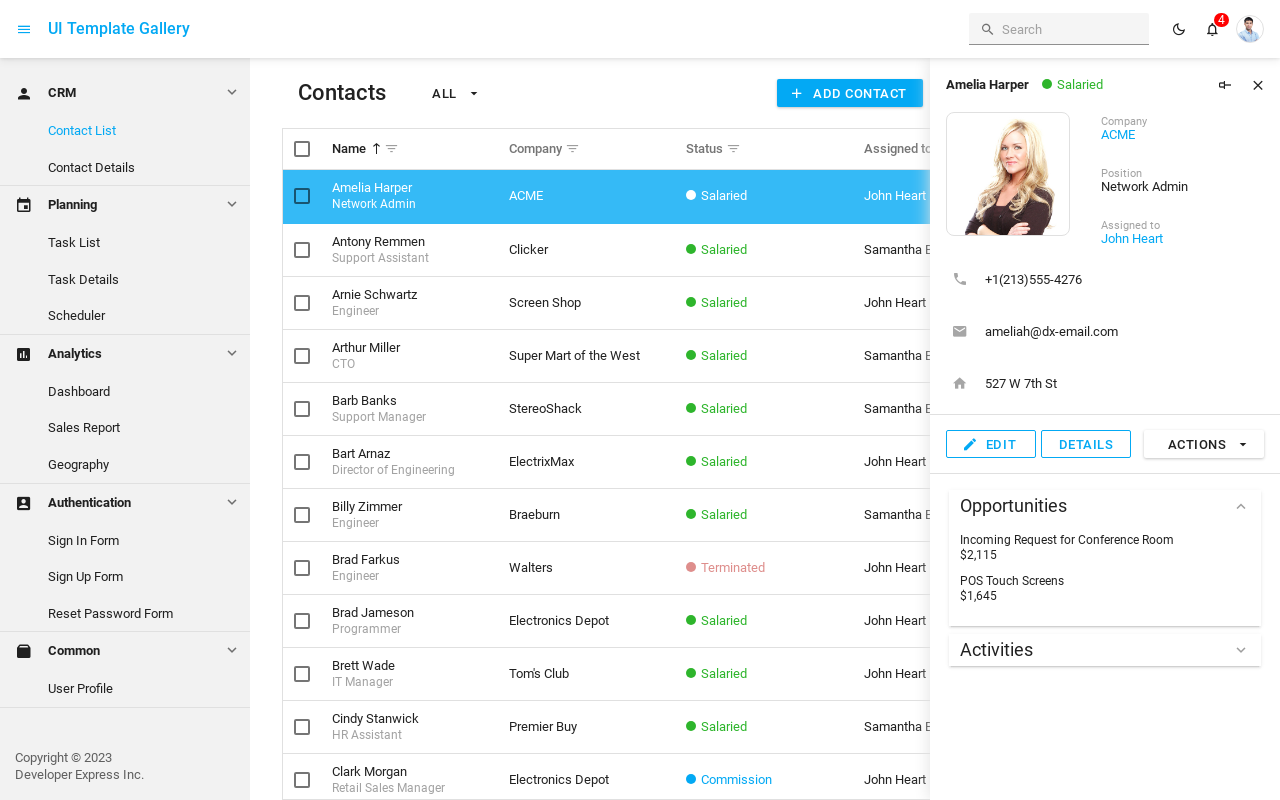 UI Template Gallery
Search
4
CRM
Contact List
Contact Details
Planning
Task List
Task Details
Scheduler
Analytics
Dashboard
Sales Report
Geography
Authentication
Sign In Form
Sign Up Form
Reset Password Form
Common
User Profile
Copyright © 2023
Developer Express Inc.
Contacts
ALL
ADD CONTACT
Name Company Status Assigned to
Amelia Harper
Network Admin
ACME
Salaried
John Heart
Antony Remmen
Support Assistant
Clicker
Salaried
Samantha
Arnie Schwartz
Engineer
Screen Shop
Salaried
John Heart
Arthur Miller
CTO
Super Mart of the West
Salaried
Samantha
Barb Banks
Support Manager
StereoShack
Salaried
Samantha
Bart Arnaz
Director of Engineering
ElectrixMax
Salaried
John Heart
Billy Zimmer
Engineer
Braeburn
Salaried
Samantha
Brad Farkus
Engineer
Walters
Terminated
John Heart
Brad Jameson
Programmer
Electronics Depot
Salaried
John Heart
Brett Wade
IT Manager
Tom's Club
Salaried
John Heart
Cindy Stanwick
HR Assistant
Premier Buy
Salaried
Samantha
Clark Morgan
Retail Sales Manager
Electronics Depot
Commission
John Heart
Amelia Harper
Salaried
Company
ACME
Position
Network Admin
Assigned to
John Heart
+1(213)555-4276
ameliah@dx-email.com
527 W 7th St
EDIT
DETAILS
ACTIONS
Opportunities
Incoming Request for Conference Room
$2,115
POS Touch Screens
$1,645
Activities